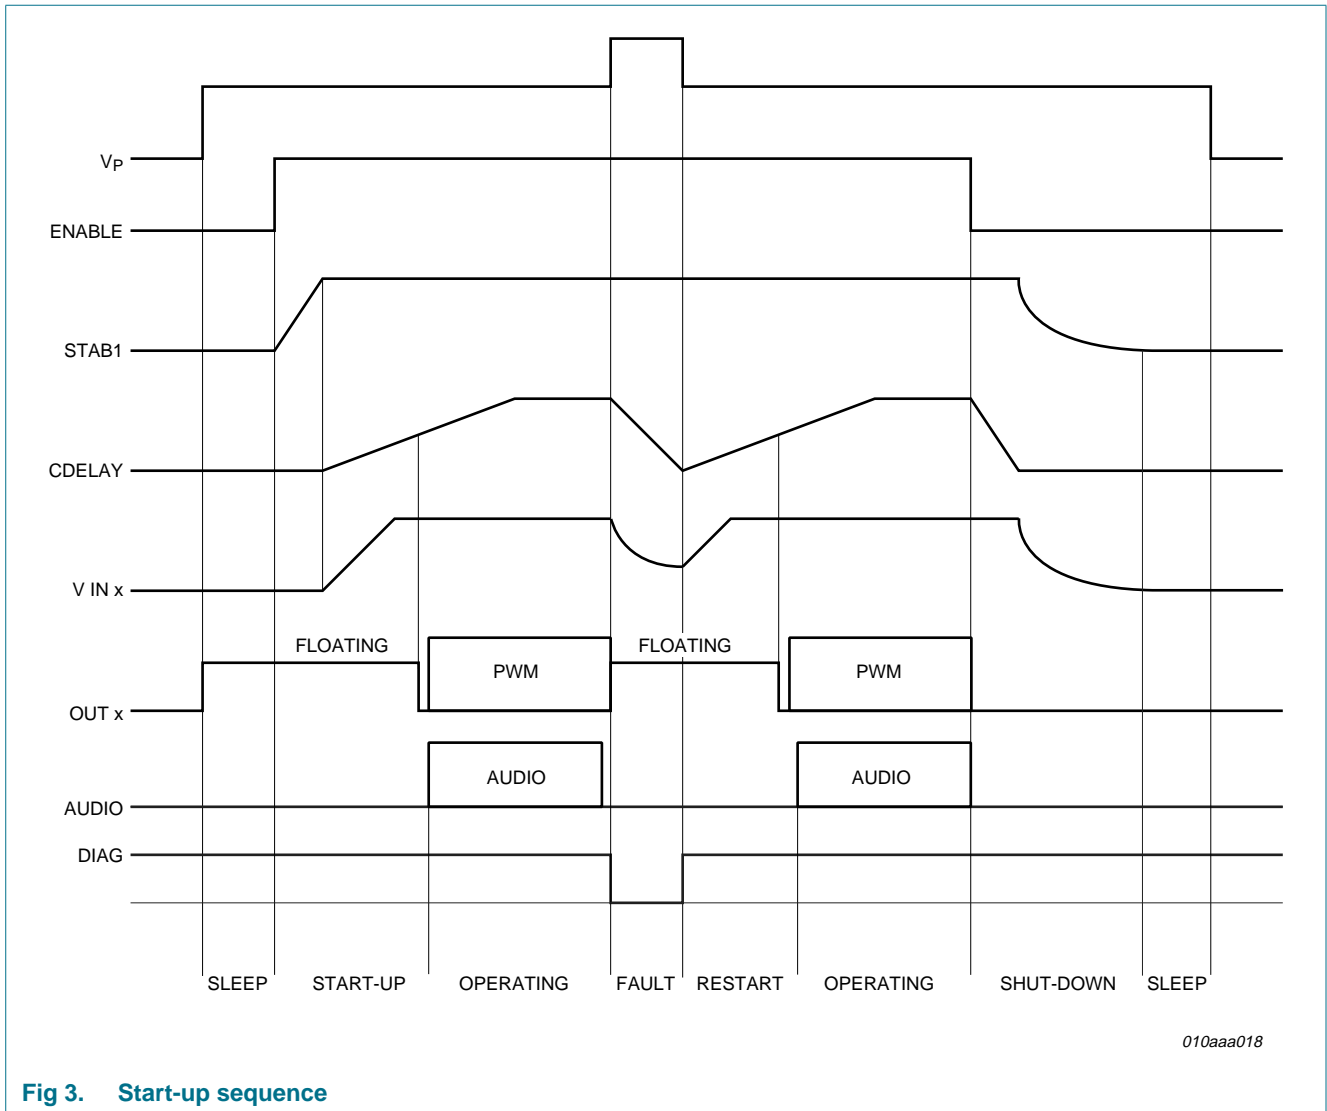 VP
ENABLE
STAB1
CDELAY
V IN x
FLOATING FLOATING
PWM PWM
OUT x
AUDIO AUDIO
AUDIO
DIAG
SLEEP START-UP OPERATING FAULT RESTART OPERATING SHUT-DOWN SLEEP
010aaa018
Fig 3. Start-up sequence